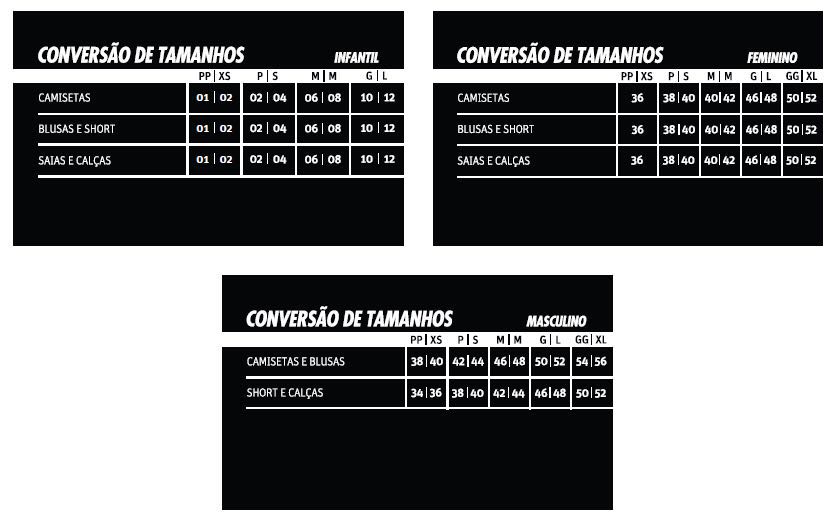 CONVERSÃO DE TAMANHOS INFANTIL
PP | XS P | S M | M G | L
CAMISETAS 01 | 02 02 | 04 06 | 08 10 | 12
BLUSAS E SHORT 01 | 02 02 | 04 06 | 08 10 | 12
SAIAS E CALÇAS 01 | 02 02 | 04 06 | 08 10 | 12
CONVERSÃO DE TAMANHOS FEMININO
PP | XS P | S M | M G | L GG | XL
CAMISETAS 36 38|40 40|42 46|48 50|52
BLUSAS E SHORT 36 38|40 40|42 46|48 50|52
SAIAS E CALÇAS 36 38|40 40|42 46|48 50|52
CONVERSÃO DE TAMANHOS MASCULINO
PP | XS P | S M | M G | L GG | XL
CAMISETAS E BLUSAS 38|40 42|44 46|48 50|52 54|56
SHORT E CALÇAS 34|36 38|40 42|44 46|48 50|52